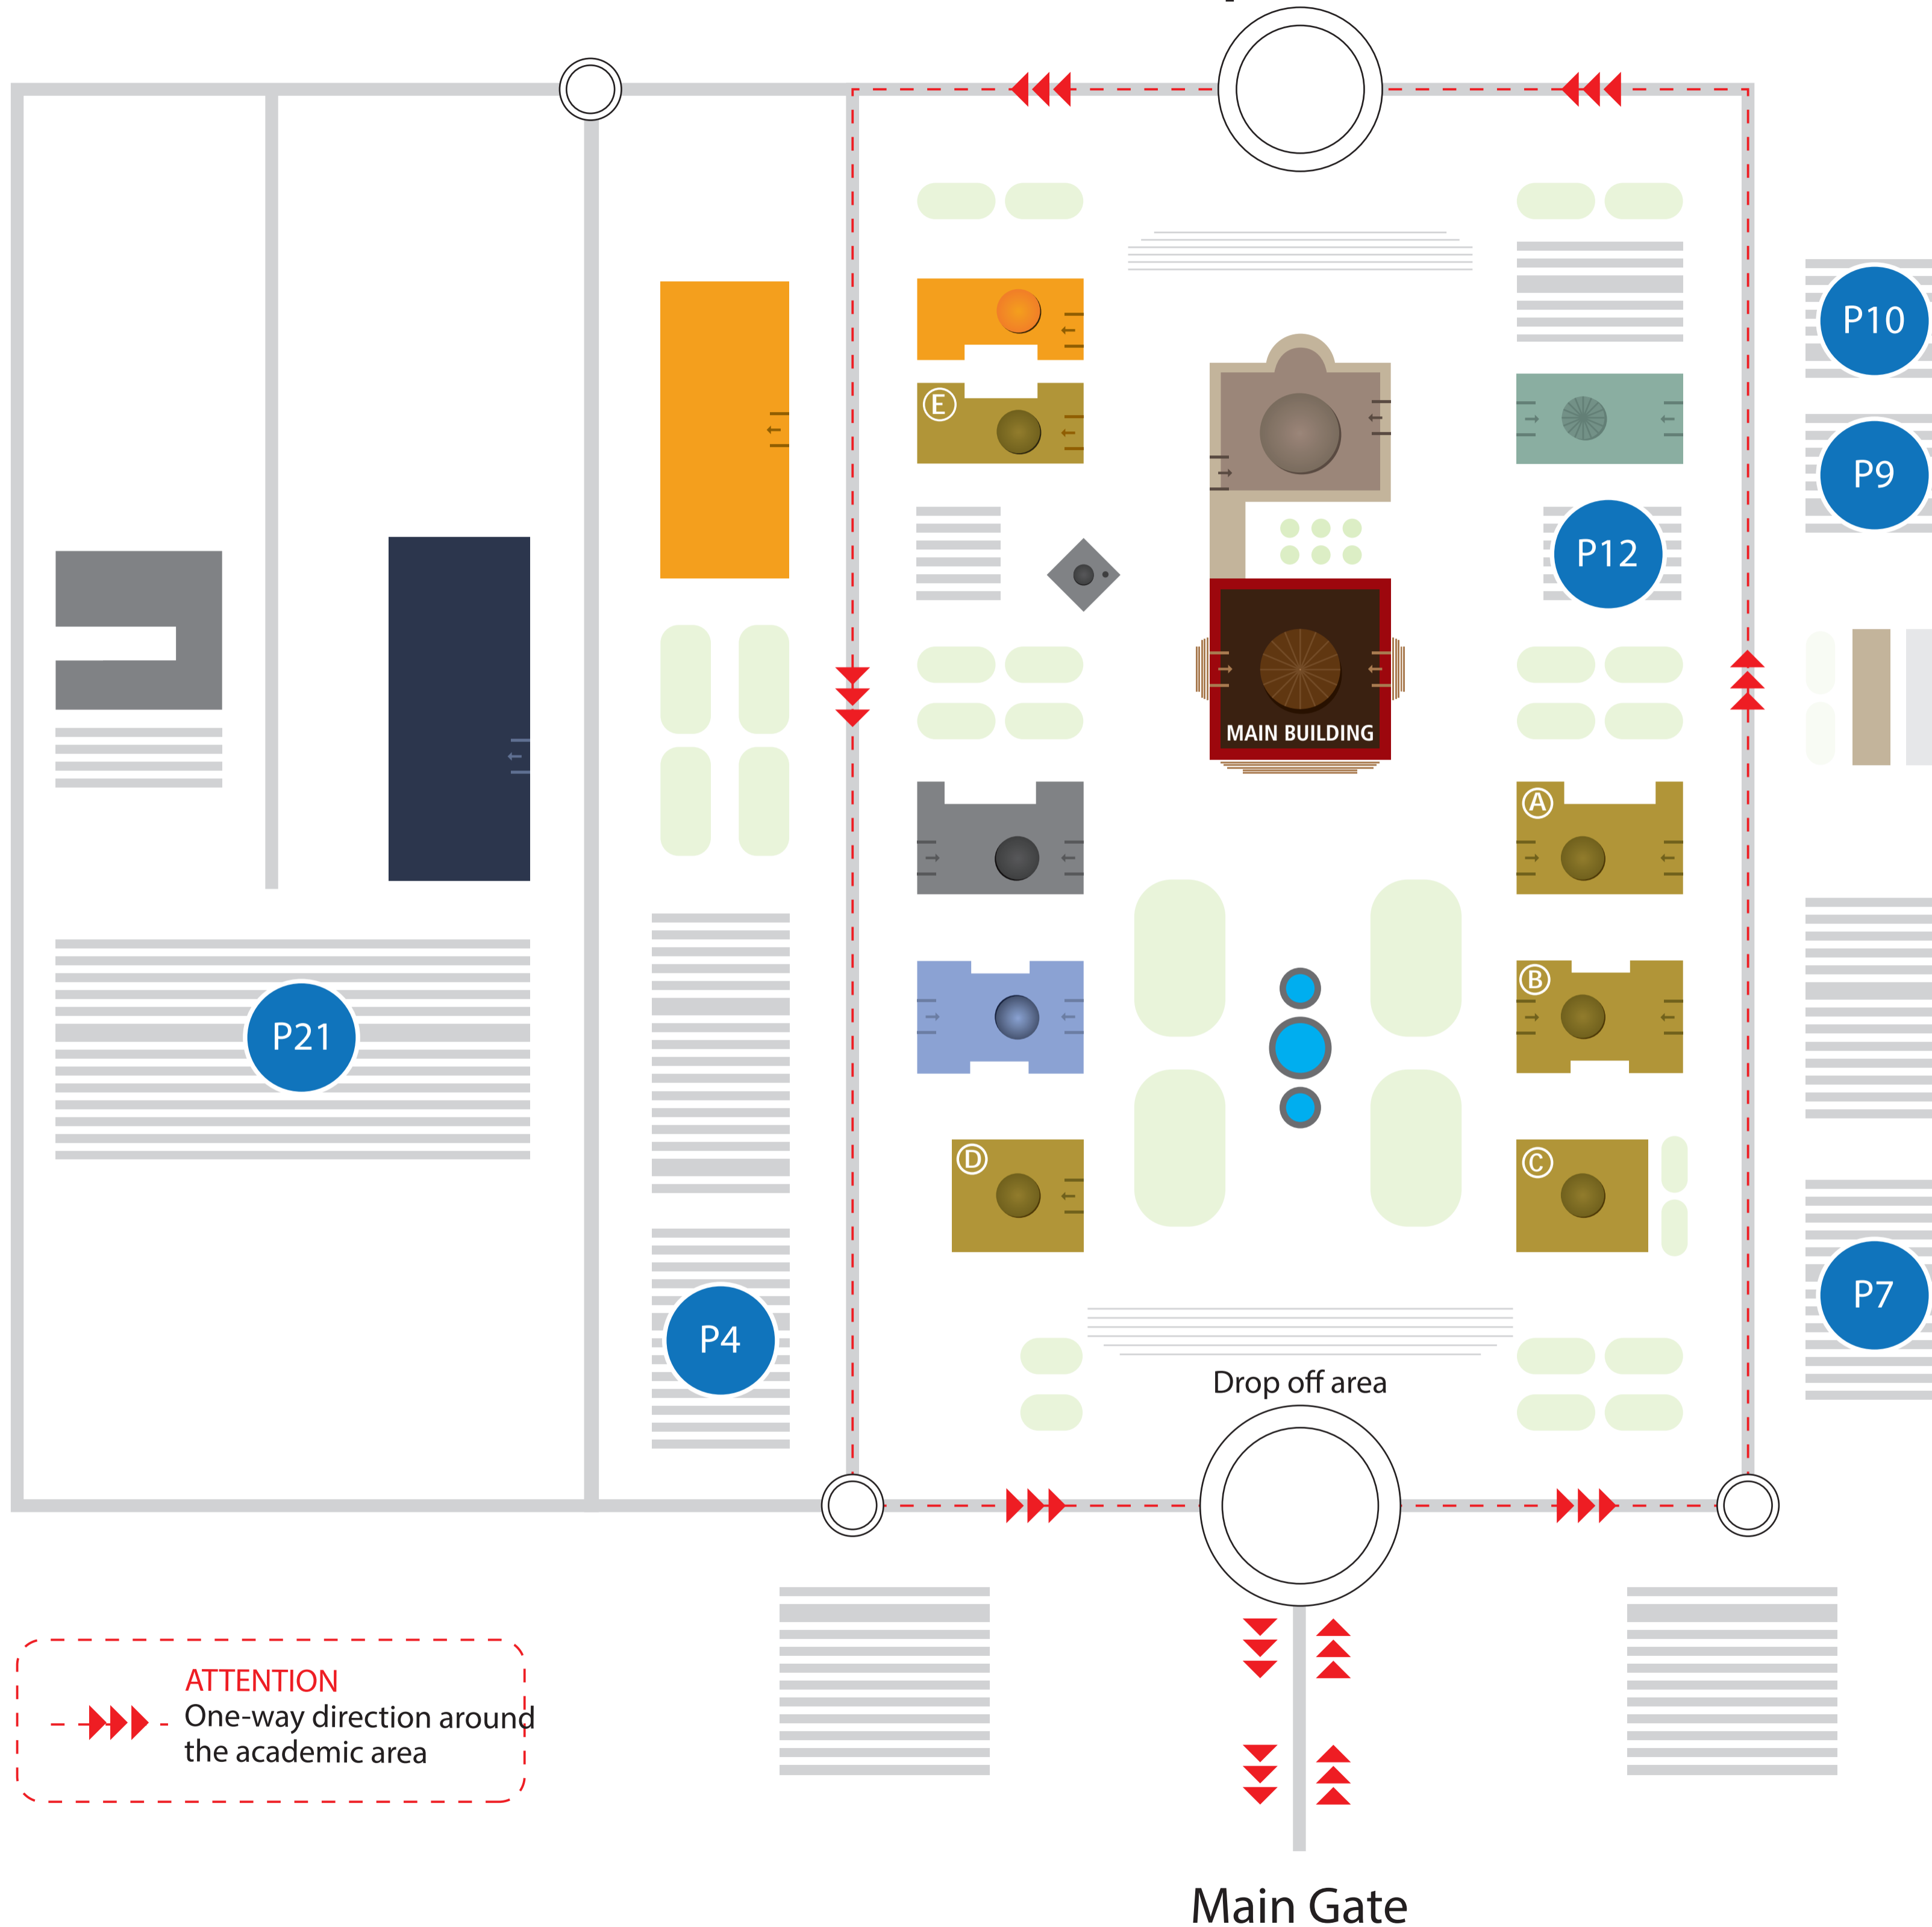 P10
E
P9
P12
MAIN BUILDING
A
B
P21
D
C
P7
P4
Drop off area
ATTENTION
One-way direction around
the academic area
Main Gate